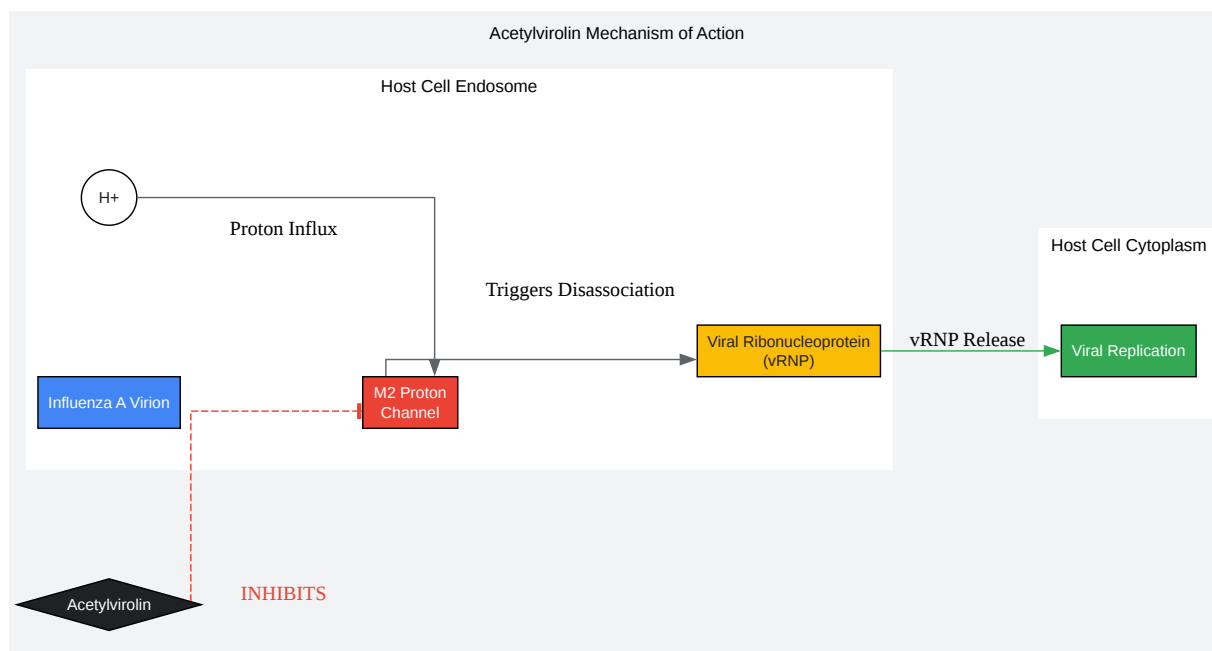 Acetylvirolin Mechanism of Action
Host Cell Endosome
H+
Proton Influx
Host Cell Cytoplasm
Triggers Disassociation
Viral Ribonucleoprotein
(vRNP)
vRNP Release
Viral Replication
Influenza A Virion
M2 Proton
Channel
Acetylvirolin
INHIBITS